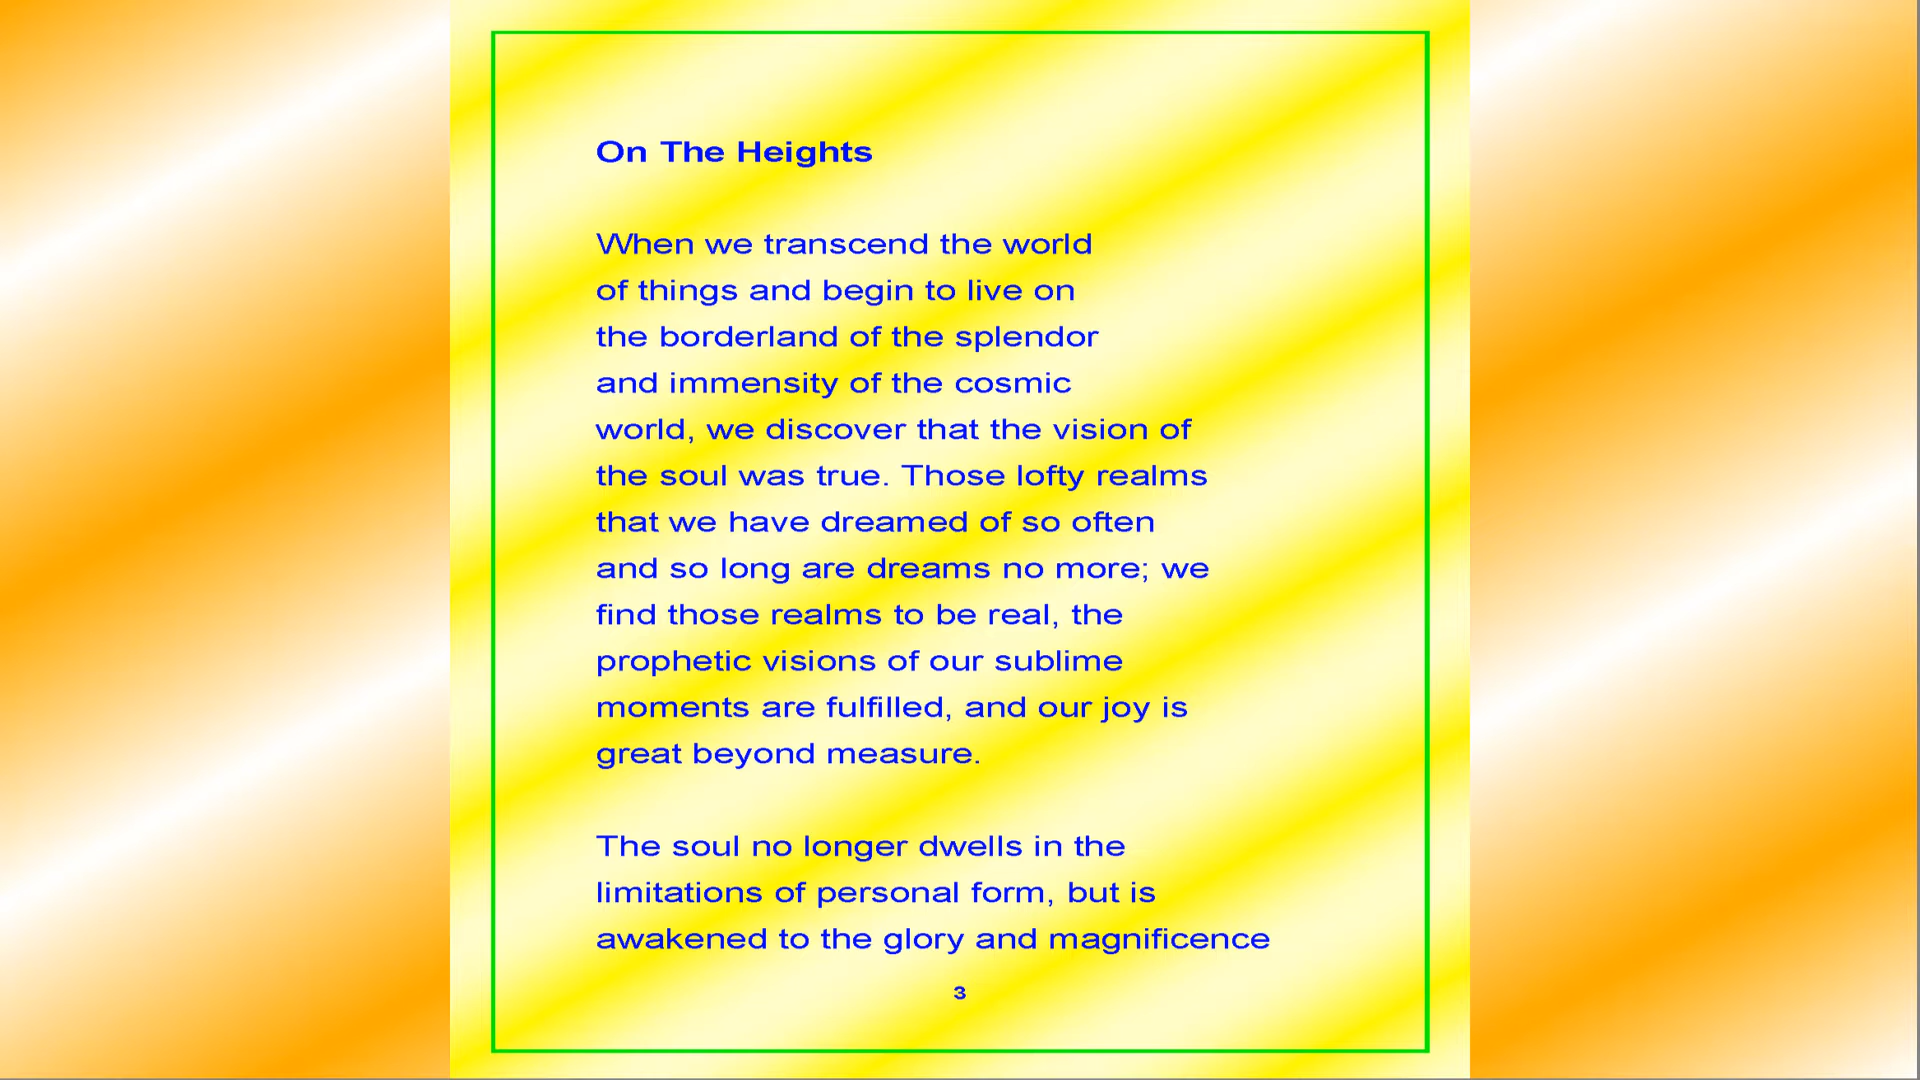 On The Heights
When we transcend the world
of things and begin to live on
the borderland of the splendor
and immensity of the cosmic
world, we discover that the vision of
the soul was true. Those lofty realms
that we have dreamed of so often
and so long are dreams no more; we
find those realms to be real, the
prophetic visions of our sublime
moments are fulfilled, and our joy is
great beyond measure.
The soul no longer dwells in the
limitations of personal form, but is
awakened to the glory and magnificence
3